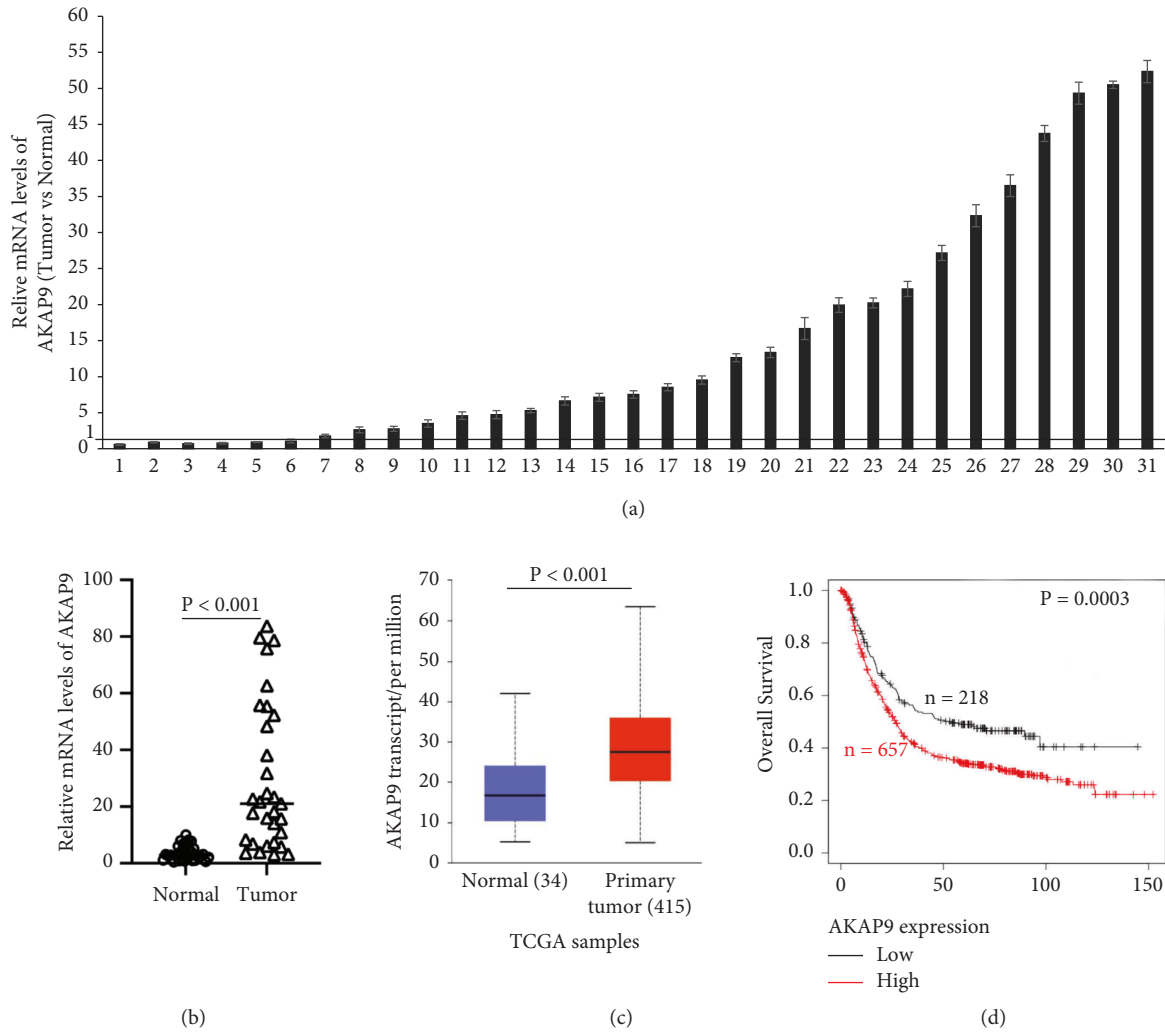 60
55
50
45
40
35
30
25
20
15
10
5
1
0
Relive mRNA levels of
AKAP9 (Tumor vs Normal)
1 2 3 4 5 6 7 8 9 10 11 12 13 14 15 16 17 18 19 20 21 22 23 24 25 26 27 28 29 30 31
(a)
100
80
60
40
20
0
Relative mRNA levels of AKAP9
P < 0.001
Normal Tumor
(b)
70
60
50
40
30
20
10
0
AKAP9 transcript/per million
P < 0.001
Normal (34) Primary
tumor (415)
TCGA samples
(c)
1.0
0.8
0.6
0.4
0.2
0.0
Overall Survival
P = 0.0003
n = 218
n = 657
0 50 100 150
AKAP9 expression
Low
High
(d)